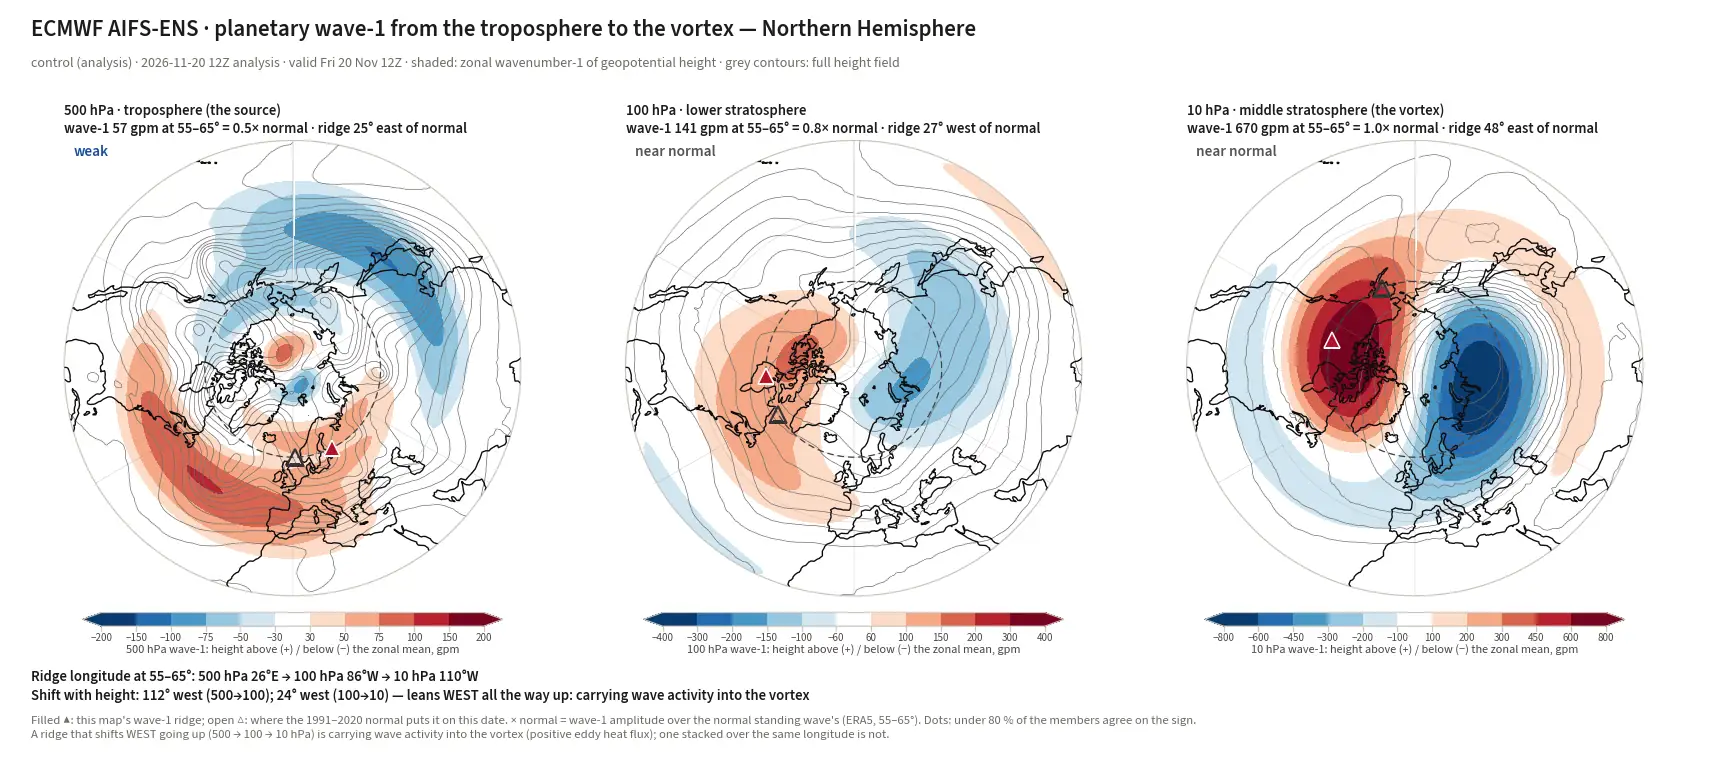 ECMWF AIFS-ENS · planetary wave-1 from the troposphere to the vortex — Northern Hemisphere
control (analysis) · 2026-11-20 12Z analysis · valid Fri 20 Nov 12Z · shaded: zonal wavenumber-1 of geopotential height · grey contours: full height field
500 hPa · troposphere (the source)
wave-1 57 gpm at 55–65° = 0.5× normal · ridge 25° east of normal
weak
100 hPa · lower stratosphere
wave-1 141 gpm at 55–65° = 0.8× normal · ridge 27° west of normal
near normal
10 hPa · middle stratosphere (the vortex)
wave-1 670 gpm at 55–65° = 1.0× normal · ridge 48° east of normal
near normal
−200 −150 −100 −75 −50 −30 30 50 75 100 150 200
500 hPa wave-1: height above (+) / below (−) the zonal mean, gpm
−400 −300 −200 −150 −100 −60 60 100 150 200 300 400
100 hPa wave-1: height above (+) / below (−) the zonal mean, gpm
−800 −600 −450 −300 −200 −100 100 200 300 450 600 800
10 hPa wave-1: height above (+) / below (−) the zonal mean, gpm
Ridge longitude at 55–65°: 500 hPa 26°E → 100 hPa 86°W → 10 hPa 110°W
Shift with height: 112° west (500→100); 24° west (100→10) — leans WEST all the way up: carrying wave activity into the vortex
Filled ▲: this map's wave-1 ridge; open △: where the 1991–2020 normal puts it on this date. × normal = wave-1 amplitude over the normal standing wave's (ERA5, 55–65°). Dots: under 80 % of the members agree on the sign.
A ridge that shifts WEST going up (500 → 100 → 10 hPa) is carrying wave activity into the vortex (positive eddy heat flux); one stacked over the same longitude is not.